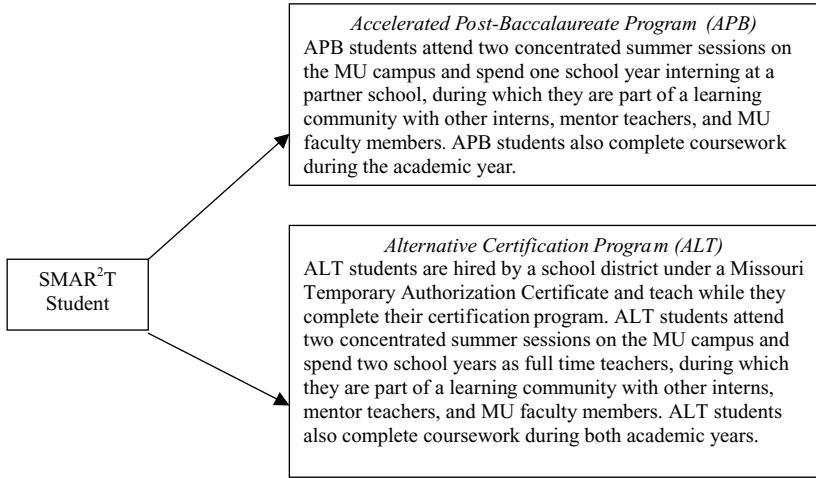 Accelerated Post-Baccalaureate Program (APB)
APB students attend two concentrated summer sessions on
the MU campus and spend one school year interning at a
partner school, during which they are part of a learning
community with other interns, mentor teachers, and MU
faculty members. APB students also complete coursework
during the academic year.
SMAR²T
Student
Alternative Certification Program (ALT)
ALT students are hired by a school district under a Missouri
Temporary Authorization Certificate and teach while they
complete their certification program. ALT students attend
two concentrated summer sessions on the MU campus and
spend two school years as full time teachers, during which
they are part of a learning community with other interns,
mentor teachers, and MU faculty members. ALT students
also complete coursework during both academic years.